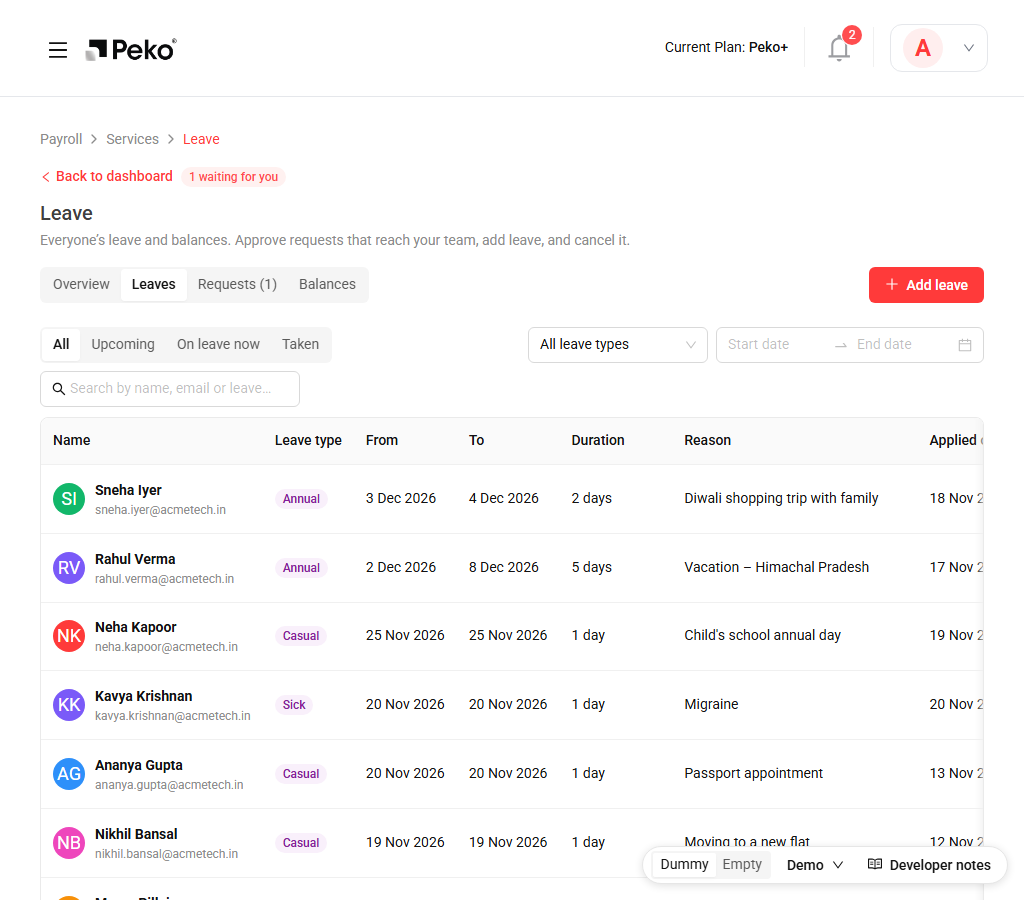 Peko®
Current Plan: Peko+
2
A
Payroll > Services > Leave
< Back to dashboard
1 waiting for you
Leave
Everyone's leave and balances. Approve requests that reach your team, add leave, and cancel it.
Overview Leaves Requests (1) Balances
+ Add leave
All Upcoming On leave now Taken
All leave types
Start date → End date
Search by name, email or leave...
Name Leave type From To Duration Reason Applied
SI Sneha Iyer Annual 3 Dec 2026 4 Dec 2026 2 days Diwali shopping trip with family 18 Nov 2
sneha.iyer@acmetech.in
RV Rahul Verma Annual 2 Dec 2026 8 Dec 2026 5 days Vacation – Himachal Pradesh 17 Nov 2
rahul.verma@acmetech.in
NK Neha Kapoor Casual 25 Nov 2026 25 Nov 2026 1 day Child's school annual day 19 Nov 2
neha.kapoor@acmetech.in
KK Kavya Krishnan Sick 20 Nov 2026 20 Nov 2026 1 day Migraine 20 Nov 2
kavya.krishnan@acmetech.in
AG Ananya Gupta Casual 20 Nov 2026 20 Nov 2026 1 day Passport appointment 13 Nov 2
ananya.gupta@acmetech.in
NB Nikhil Bansal Casual 19 Nov 2026 19 Nov 2026 1 day Moving to a new flat 12 Nov 2
nikhil.bansal@acmetech.in
Dummy Empty Demo Developer notes